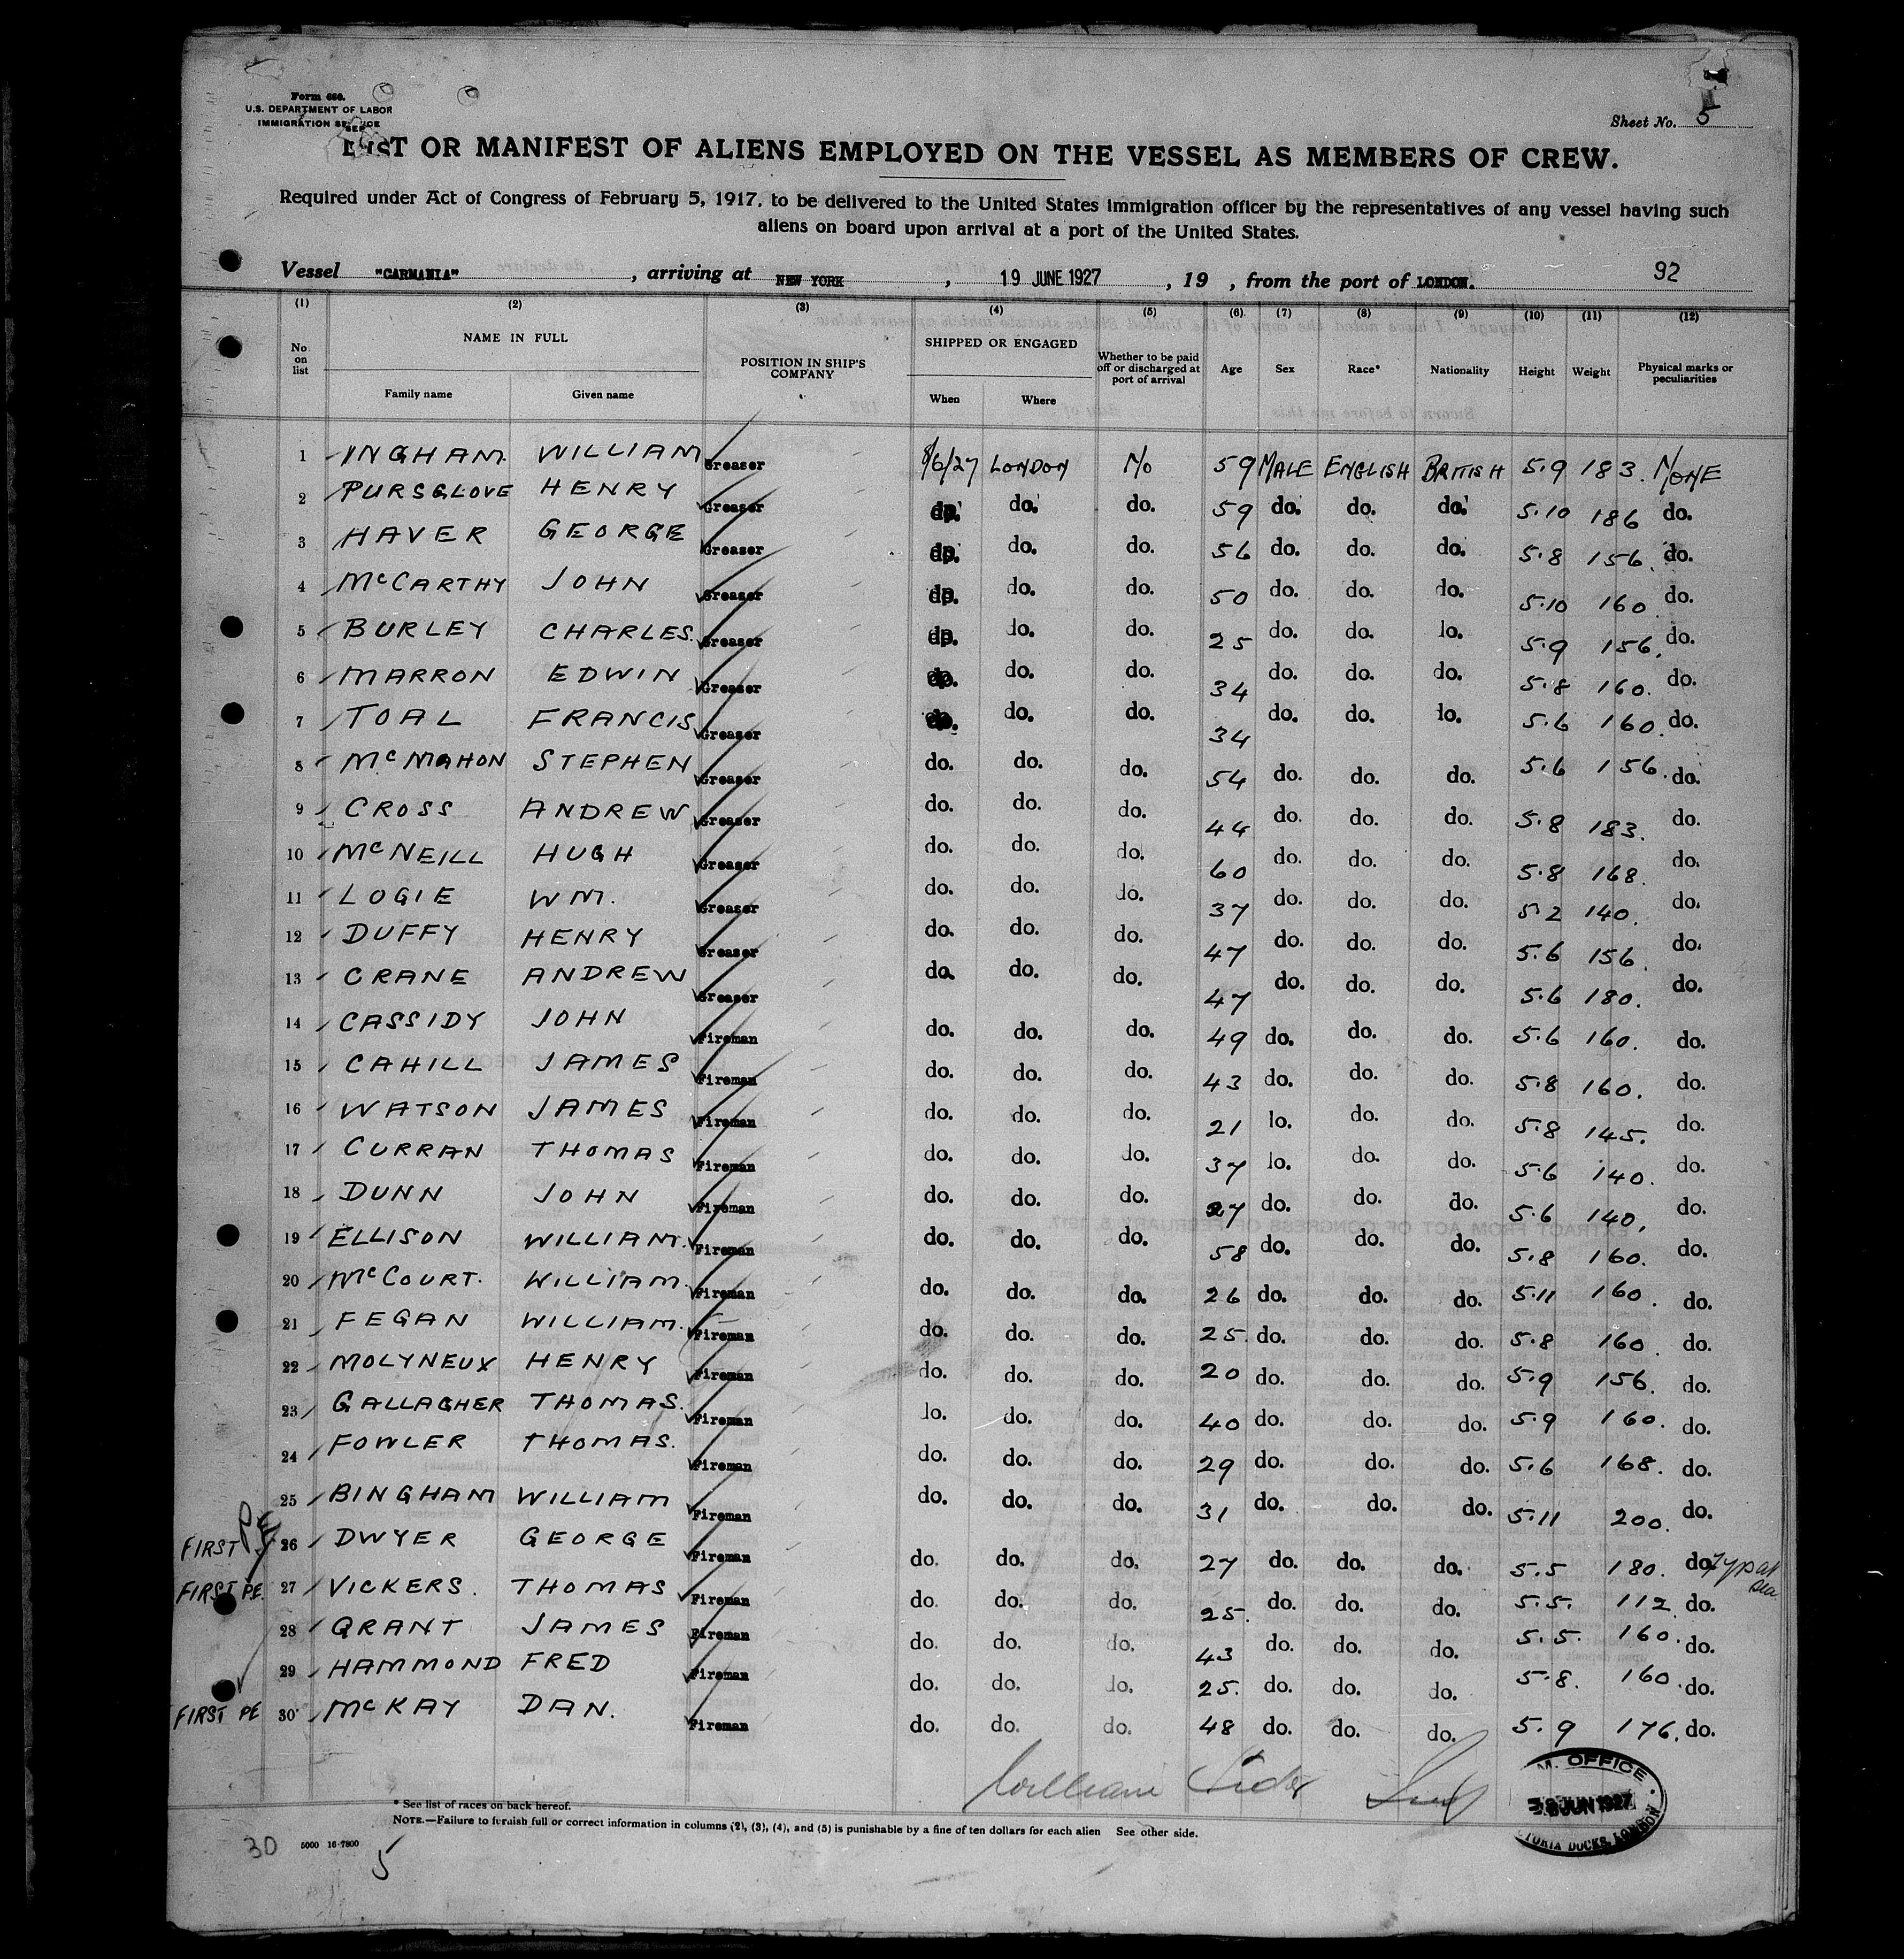 Form 686.
U.S. DEPARTMENT OF LABOR
IMMIGRATION SERVICE
Sheet No. 5
LIST OR MANIFEST OF ALIENS EMPLOYED ON THE VESSEL AS MEMBERS OF CREW.
Required under Act of Congress of February 5, 1917, to be delivered to the United States immigration officer by the representatives of any vessel having such
aliens on board upon arrival at a port of the United States.
Vessel "CARMANIA", arriving at NEW YORK, 19 JUNE 1927, 19 , from the port of LONDON. 92
(1) (2) (3) (4) (5) (6) (7) (8) (9) (10) (11) (12)
No. on list NAME IN FULL Family name Given name POSITION IN SHIP'S COMPANY SHIPPED OR ENGAGED When Where Whether to be paid off or discharged at port of arrival Age Sex Race* Nationality Height Weight Physical marks or peculiarities
1 INGHAM WILLIAM Greaser 8/6/27 LONDON No 59 MALE ENGLISH BRITISH 5.9 183. NONE
2 PURSGLOVE HENRY Greaser do. do. do. 59 do. do. do. 5.10 186 do.
3 HAVER GEORGE Greaser do. do. do. 56 do. do. do. 5.8 156. do.
4 McCARTHY JOHN Greaser do. do. do. 50 do. do. do. 5.10 160 do.
5 BURLEY CHARLES. Greaser do. do. do. 25 do. do. do. 5.9 156. do.
6 MARRON EDWIN Greaser do. do. do. 34 do. do. do. 5.8 160. do.
7 TOAL FRANCIS Greaser do. do. do. 34 do. do. do. 5.6 160. do.
8 McMAHON STEPHEN Greaser do. do. do. 54 do. do. do. 5.6 156. do.
9 CROSS ANDREW Greaser do. do. do. 44 do. do. do. 5.8 183. do.
10 McNEILL HUGH Greaser do. do. do. 60 do. do. do. 5.8 168. do.
11 LOGIE WM. Greaser do. do. do. 37 do. do. do. 5.2 140. do.
12 DUFFY HENRY Greaser do. do. do. 47 do. do. do. 5.6 156. do.
13 CRANE ANDREW Greaser do. do. do. 47 do. do. do. 5.6 180. do.
14 CASSIDY JOHN Fireman do. do. do. 49 do. do. do. 5.6 160. do.
15 CAHILL JAMES Fireman do. do. do. 43 do. do. do. 5.8 160. do.
16 WATSON JAMES Fireman do. do. do. 21 do. do. do. 5.8 145. do.
17 CURRAN THOMAS Fireman do. do. do. 37 do. do. do. 5.6 140. do.
18 DUNN JOHN Fireman do. do. do. 27 do. do. do. 5.6 140. do.
19 ELLISON WILLIAM. Fireman do. do. do. 58 do. do. do. 5.8 160. do.
20 McCOURT. WILLIAM. Fireman do. do. do. 26 do. do. do. 5.11 160. do.
21 FEGAN WILLIAM. Fireman do. do. do. 25. do. do. do. 5.8 160. do.
22 MOLYNEUX HENRY Fireman do. do. do. 20 do. do. do. 5.9 156. do.
23 GALLAGHER THOMAS. Fireman do. do. do. 40 do. do. do. 5.9 160. do.
24 FOWLER THOMAS. Fireman do. do. do. 29 do. do. do. 5.6 168. do.
25 BINGHAM WILLIAM Fireman do. do. do. 31 do. do. do. 5.11 200. do.
FIRST PE 26 DWYER GEORGE Fireman do. do. do. 27 do. do. do. 5.5 180. do.
FIRST PE. 27 VICKERS. THOMAS Fireman do. do. do. 25. do. do. do. 5.5. 112. do.
28 GRANT JAMES Fireman do. do. do. 43 do. do. do. 5.5. 160. do.
29 HAMMOND FRED Fireman do. do. do. 25. do. do. do. 5.8. 160. do.
FIRST PE 30 McKAY DAN. Fireman do. do. do. 48 do. do. do. 5.9 176. do.
William
* See list of races on back hereof.
NOTE.—Failure to furnish full or correct information in columns (2), (3), (4), and (5) is punishable by a fine of ten dollars for each alien See other side.
M. OFFICE
8 JUN 1927
TORIA DOCKS, LONDON
30 5000 16-7800
5